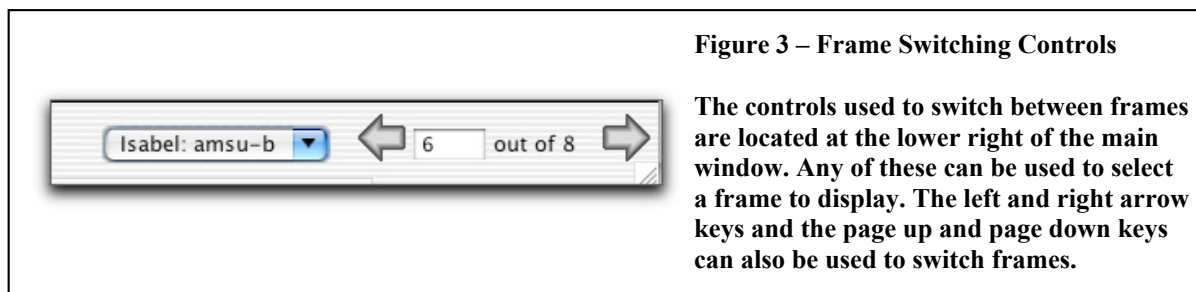 Figure 3 – Frame Switching Controls
Isabel: amsu-b
6
out of 8
The controls used to switch between frames
are located at the lower right of the main
window. Any of these can be used to select
a frame to display. The left and right arrow
keys and the page up and page down keys
can also be used to switch frames.